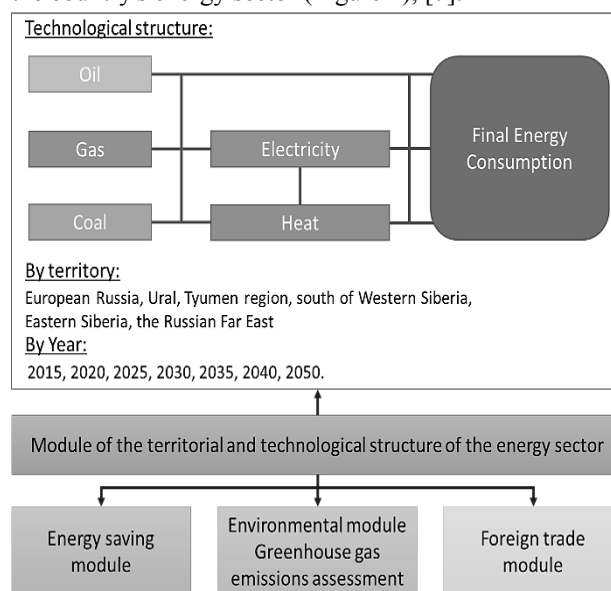 Technological structure:
Oil
Gas
Electricity
Coal
Heat
Final Energy
Consumption
By territory:
European Russia, Ural, Tyumen region, south of Western Siberia,
Eastern Siberia, the Russian Far East
By Year:
2015, 2020, 2025, 2030, 2035, 2040, 2050.
Module of the territorial and technological structure of the energy sector
Energy saving
module
Environmental module
Greenhouse gas
emissions assessment
Foreign trade
module